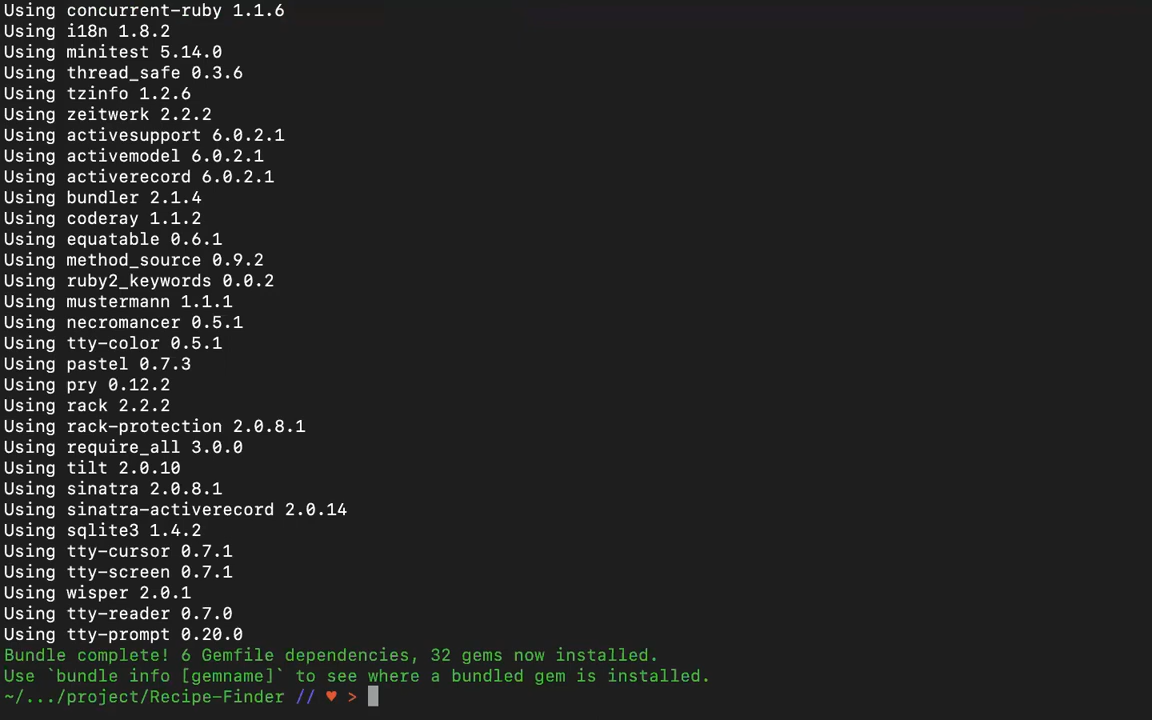 Using concurrent-ruby 1.1.6
Using i18n 1.8.2
Using minitest 5.14.0
Using thread_safe 0.3.6
Using tzinfo 1.2.6
Using zeitwerk 2.2.2
Using activesupport 6.0.2.1
Using activemodel 6.0.2.1
Using activerecord 6.0.2.1
Using bundler 2.1.4
Using coderay 1.1.2
Using equatable 0.6.1
Using method_source 0.9.2
Using ruby2_keywords 0.0.2
Using mustermann 1.1.1
Using necromancer 0.5.1
Using tty-color 0.5.1
Using pastel 0.7.3
Using pry 0.12.2
Using rack 2.2.2
Using rack-protection 2.0.8.1
Using require_all 3.0.0
Using tilt 2.0.10
Using sinatra 2.0.8.1
Using sinatra-activerecord 2.0.14
Using sqlite3 1.4.2
Using tty-cursor 0.7.1
Using tty-screen 0.7.1
Using wisper 2.0.1
Using tty-reader 0.7.0
Using tty-prompt 0.20.0
Bundle complete! 6 Gemfile dependencies, 32 gems now installed.
Use `bundle info [gemname]` to see where a bundled gem is installed.
~/.../project/Recipe-Finder // ♥ >